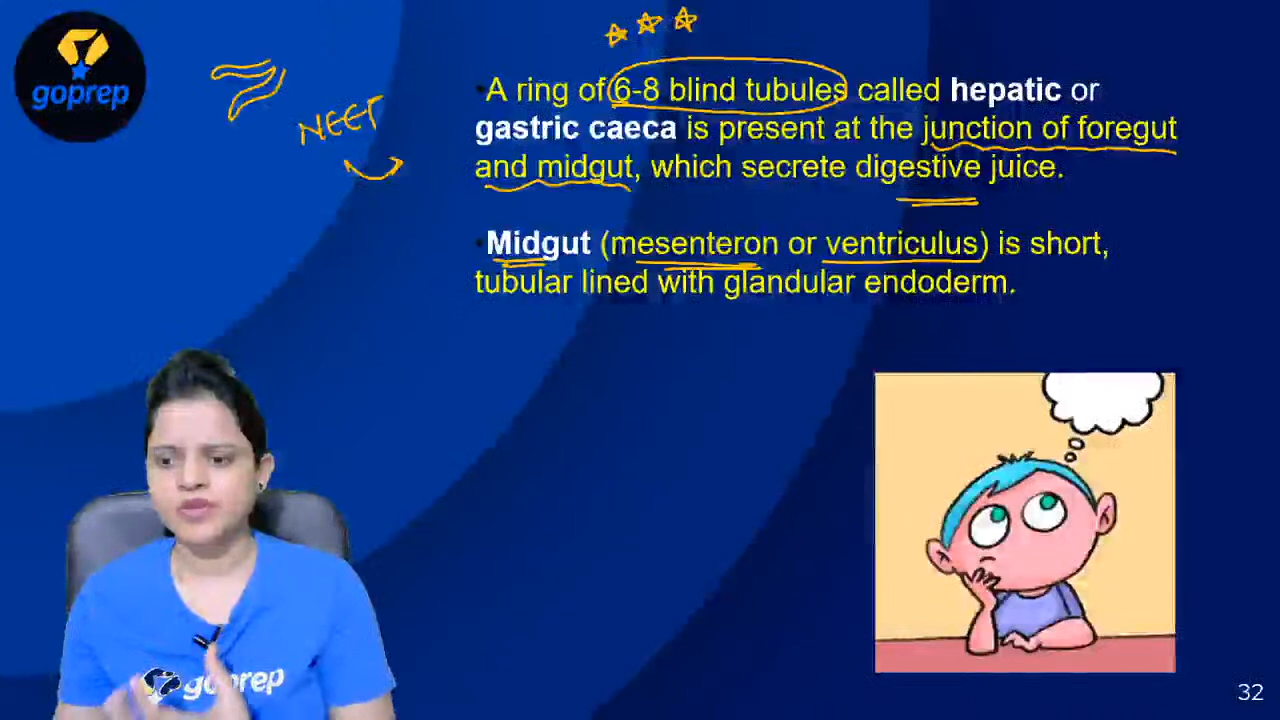 goprep
NEET
•A ring of 6-8 blind tubules called hepatic or
gastric caeca is present at the junction of foregut
and midgut, which secrete digestive juice.
•Midgut (mesenteron or ventriculus) is short,
tubular lined with glandular endoderm.
goprep
32